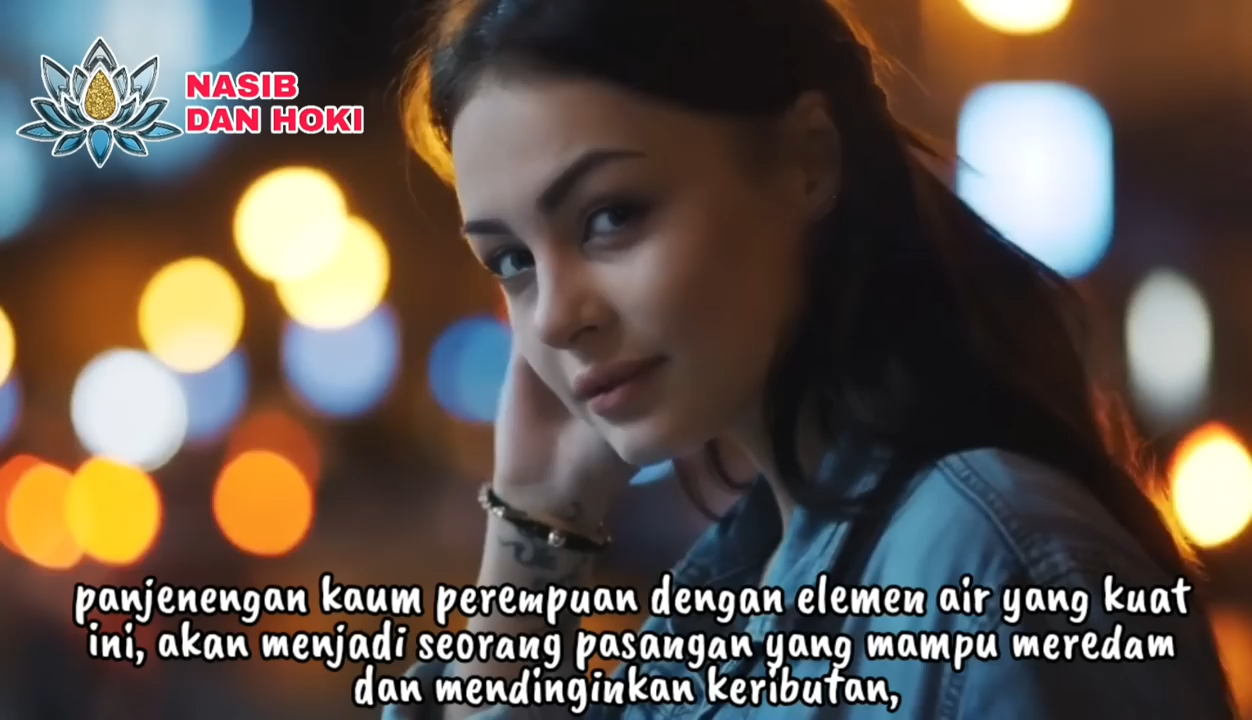 NASIB
DAN HOKI
panjenengan kaum perempuan dengan elemen air yang kuat
ini, akan menjadi seorang pasangan yang mampu meredam
dan mendinginkan keributan,